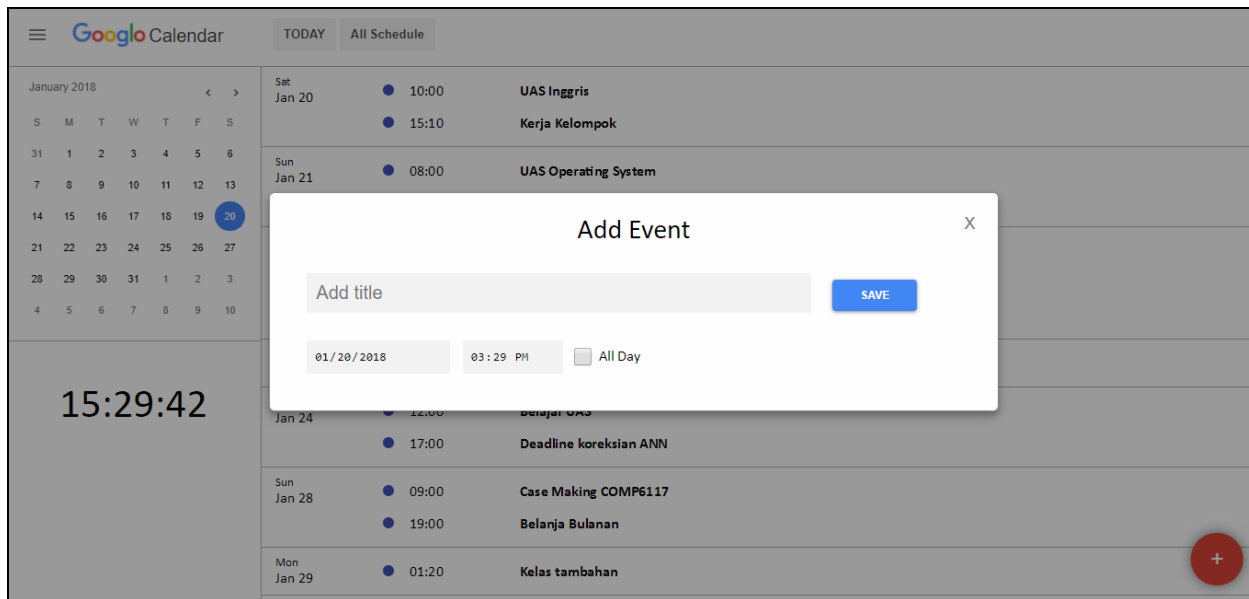 Googlo Calendar
TODAY
All Schedule
January 2018 < >
S M T W T F S
31 1 2 3 4 5 6
7 8 9 10 11 12 13
14 15 16 17 18 19 20
21 22 23 24 25 26 27
28 29 30 31 1 2 3
4 5 6 7 8 9 10
15:29:42
Sat
Jan 20
10:00 UAS Inggris
15:10 Kerja Kelompok
Sun
Jan 21
08:00 UAS Operating System
Add Event
X
Add title
SAVE
01/20/2018
03:29 PM
All Day
Jan 24
12:00 Belajar UAS
17:00 Deadline koreksian ANN
Sun
Jan 28
09:00 Case Making COMP6117
19:00 Belanja Bulanan
Mon
Jan 29
01:20 Kelas tambahan
+